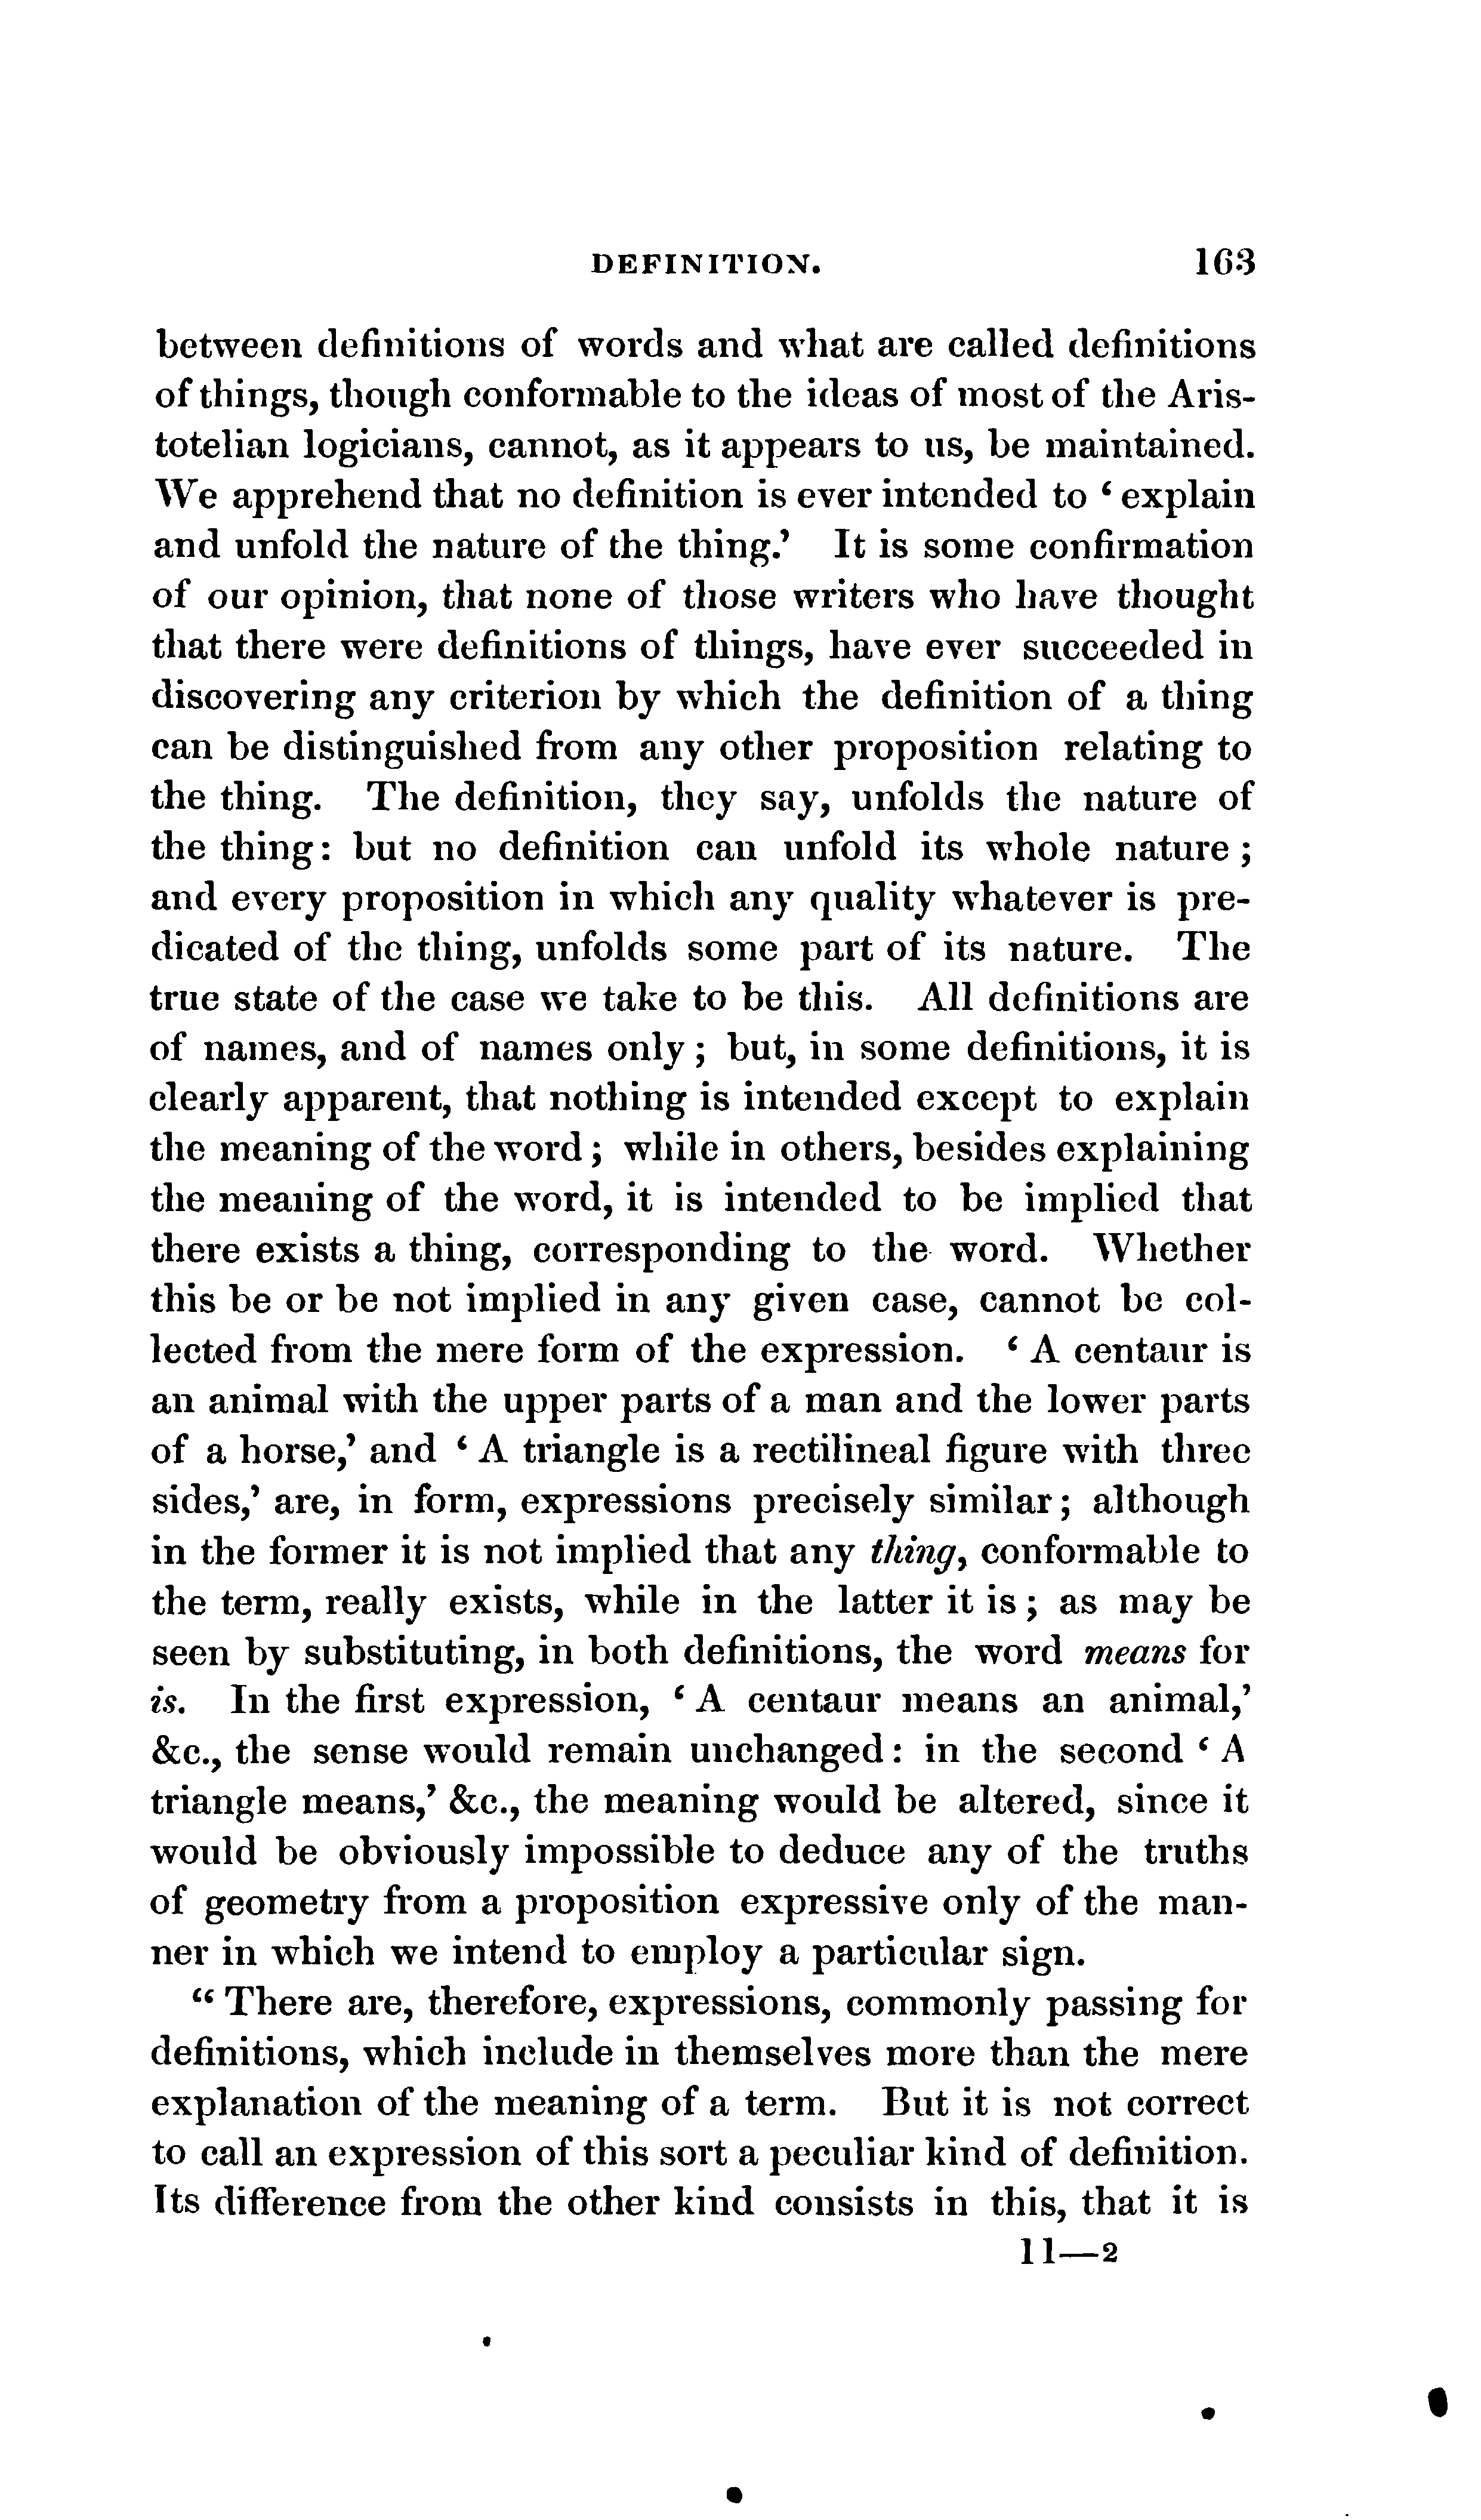 DEFINITION. 163
between definitions of words and what are called definitions
of things, though conformable to the ideas of most of the Aris-
totelian logicians, cannot, as it appears to us, be maintained.
We apprehend that no definition is ever intended to ‘ explain
and unfold the nature of the thing.’ It is some confirmation
of our opinion, that none of those writers who have thought
that there were definitions of things, have ever succeeded in
discovering any criterion by which the definition of a thing
can be distinguished from any other proposition relating to
the thing. The definition, they say, unfolds the nature of
the thing: but no definition can unfold its whole nature ;
and every proposition in which any quality whatever is pre-
dicated of the thing, unfolds some part of its nature. The
true state of the case we take to be this. All definitions are
of names, and of names only ; but, in some definitions, it is
clearly apparent, that nothing is intended except to explain
the meaning of the word ; while in others, besides explaining
the meaning of the word, it is intended to be implied that
there exists a thing, corresponding to the word. Whether
this be or be not implied in any given case, cannot be col-
lected from the mere form of the expression. ‘ A centaur is
an animal with the upper parts of a man and the lower parts
of a horse,’ and ‘ A triangle is a rectilineal figure with three
sides,’ are, in form, expressions precisely similar ; although
in the former it is not implied that any thing, conformable to
the term, really exists, while in the latter it is ; as may be
seen by substituting, in both definitions, the word means for
is. In the first expression, ‘ A centaur means an animal,’
&c., the sense would remain unchanged: in the second ‘ A
triangle means,’ &c., the meaning would be altered, since it
would be obviously impossible to deduce any of the truths
of geometry from a proposition expressive only of the man-
ner in which we intend to employ a particular sign.
“ There are, therefore, expressions, commonly passing for
definitions, which include in themselves more than the mere
explanation of the meaning of a term. But it is not correct
to call an expression of this sort a peculiar kind of definition.
Its difference from the other kind consists in this, that it is
11—2